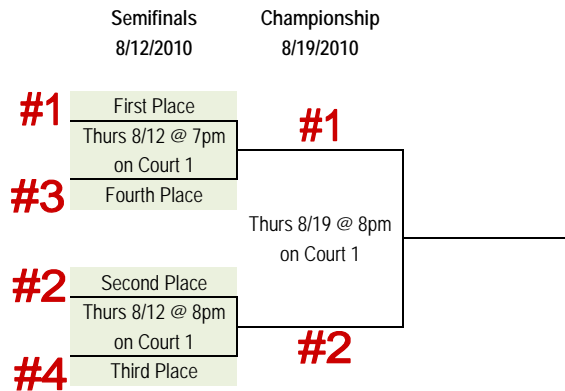 Semifinals
8/12/2010
Championship
8/19/2010
#1
First Place
Thurs 8/12 @ 7pm
on Court 1
#3
Fourth Place
#1
Thurs 8/19 @ 8pm
on Court 1
#2
Second Place
Thurs 8/12 @ 8pm
on Court 1
#4
Third Place
#2